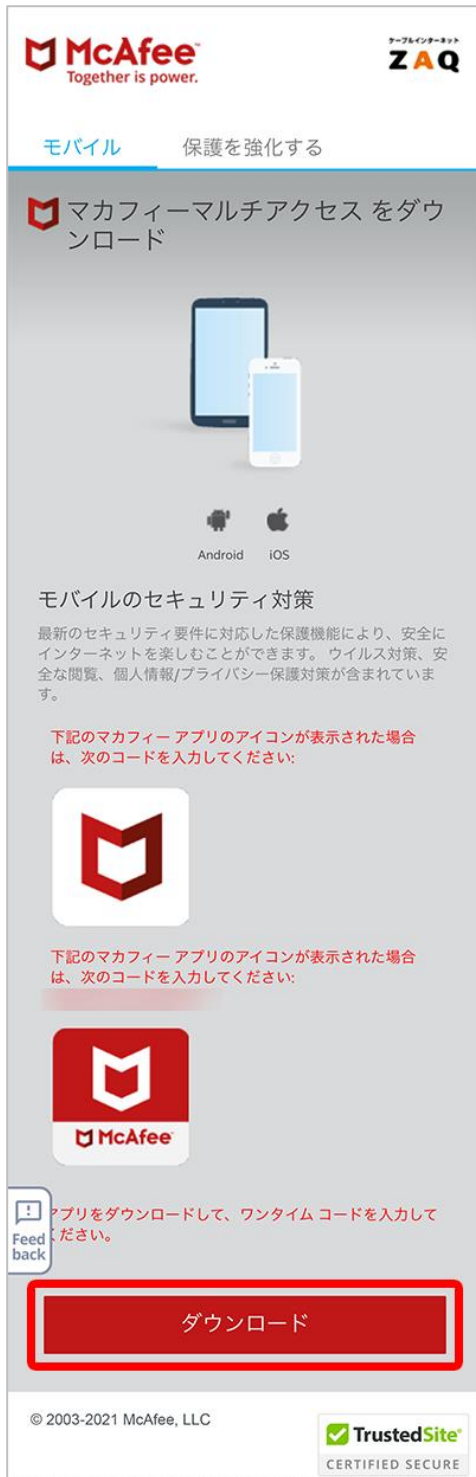 McAfee™
Together is power.
ケーブルインターネット
ZAQ
モバイル
保護を強化する
マカフィーマルチアクセス をダウ
ンロード
Android
iOS
モバイルのセキュリティ対策
最新のセキュリティ要件に対応した保護機能により、安全に
インターネットを楽しむことができます。 ウイルス対策、安
全な閲覧、個人情報/プライバシー保護対策が含まれていま
す。
下記のマカフィー アプリのアイコンが表示された場合
は、次のコードを入力してください:
下記のマカフィー アプリのアイコンが表示された場合
は、次のコードを入力してください:
McAfee
アプリをダウンロードして、ワンタイム コードを入力して
ください。
Feed
back
ダウンロード
© 2003-2021 McAfee, LLC
TrustedSite®
CERTIFIED SECURE